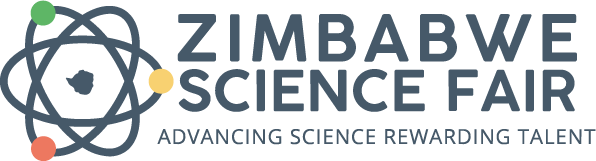 ZIMBABWE
SCIENCE FAIR
ADVANCING SCIENCE REWARDING TALENT